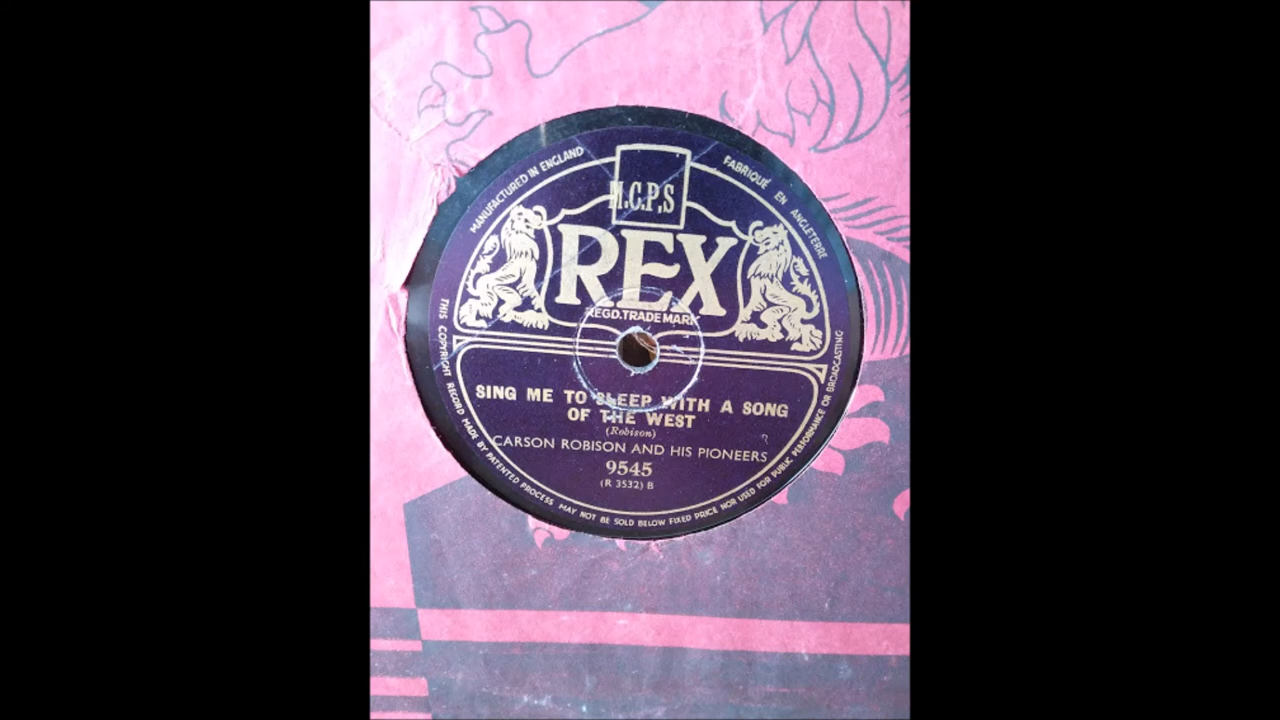 MANUFACTURED IN ENGLAND
FABRIQUÉ EN ANGLETERRE
M.C.P.S
REX
REGD. TRADE MARK
SING ME TO SLEEP WITH A SONG
OF THE WEST
(Robison)
CARSON ROBISON AND HIS PIONEERS
9545
(R 3532) B
THIS COPYRIGHT RECORD MADE BY PATENTED PROCESS MAY NOT BE SOLD BELOW FIXED PRICE NOR USED FOR PUBLIC PERFORMANCE OR BROADCASTING